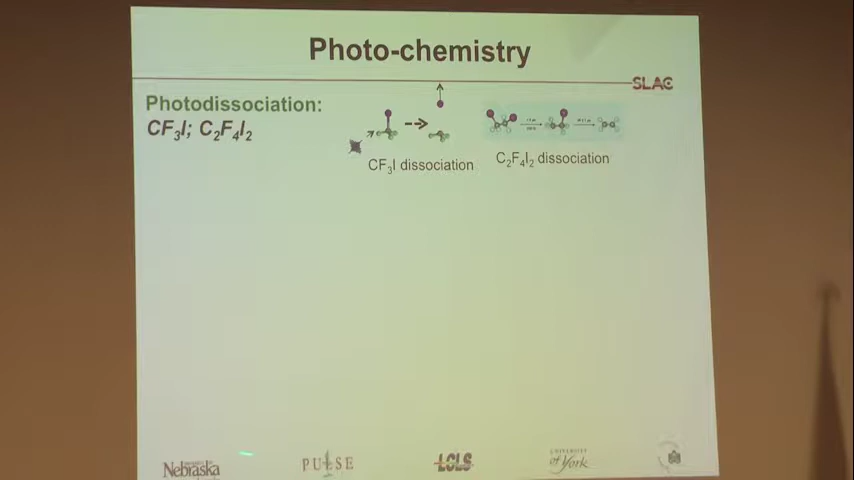 Photo-chemistry
SLAC
Photodissociation:
CF₃I; C₂F₄I₂
CF₃I dissociation
C₂F₄I₂ dissociation
Nebraska
PULSE
LCLS
UNIVERSITY
of York